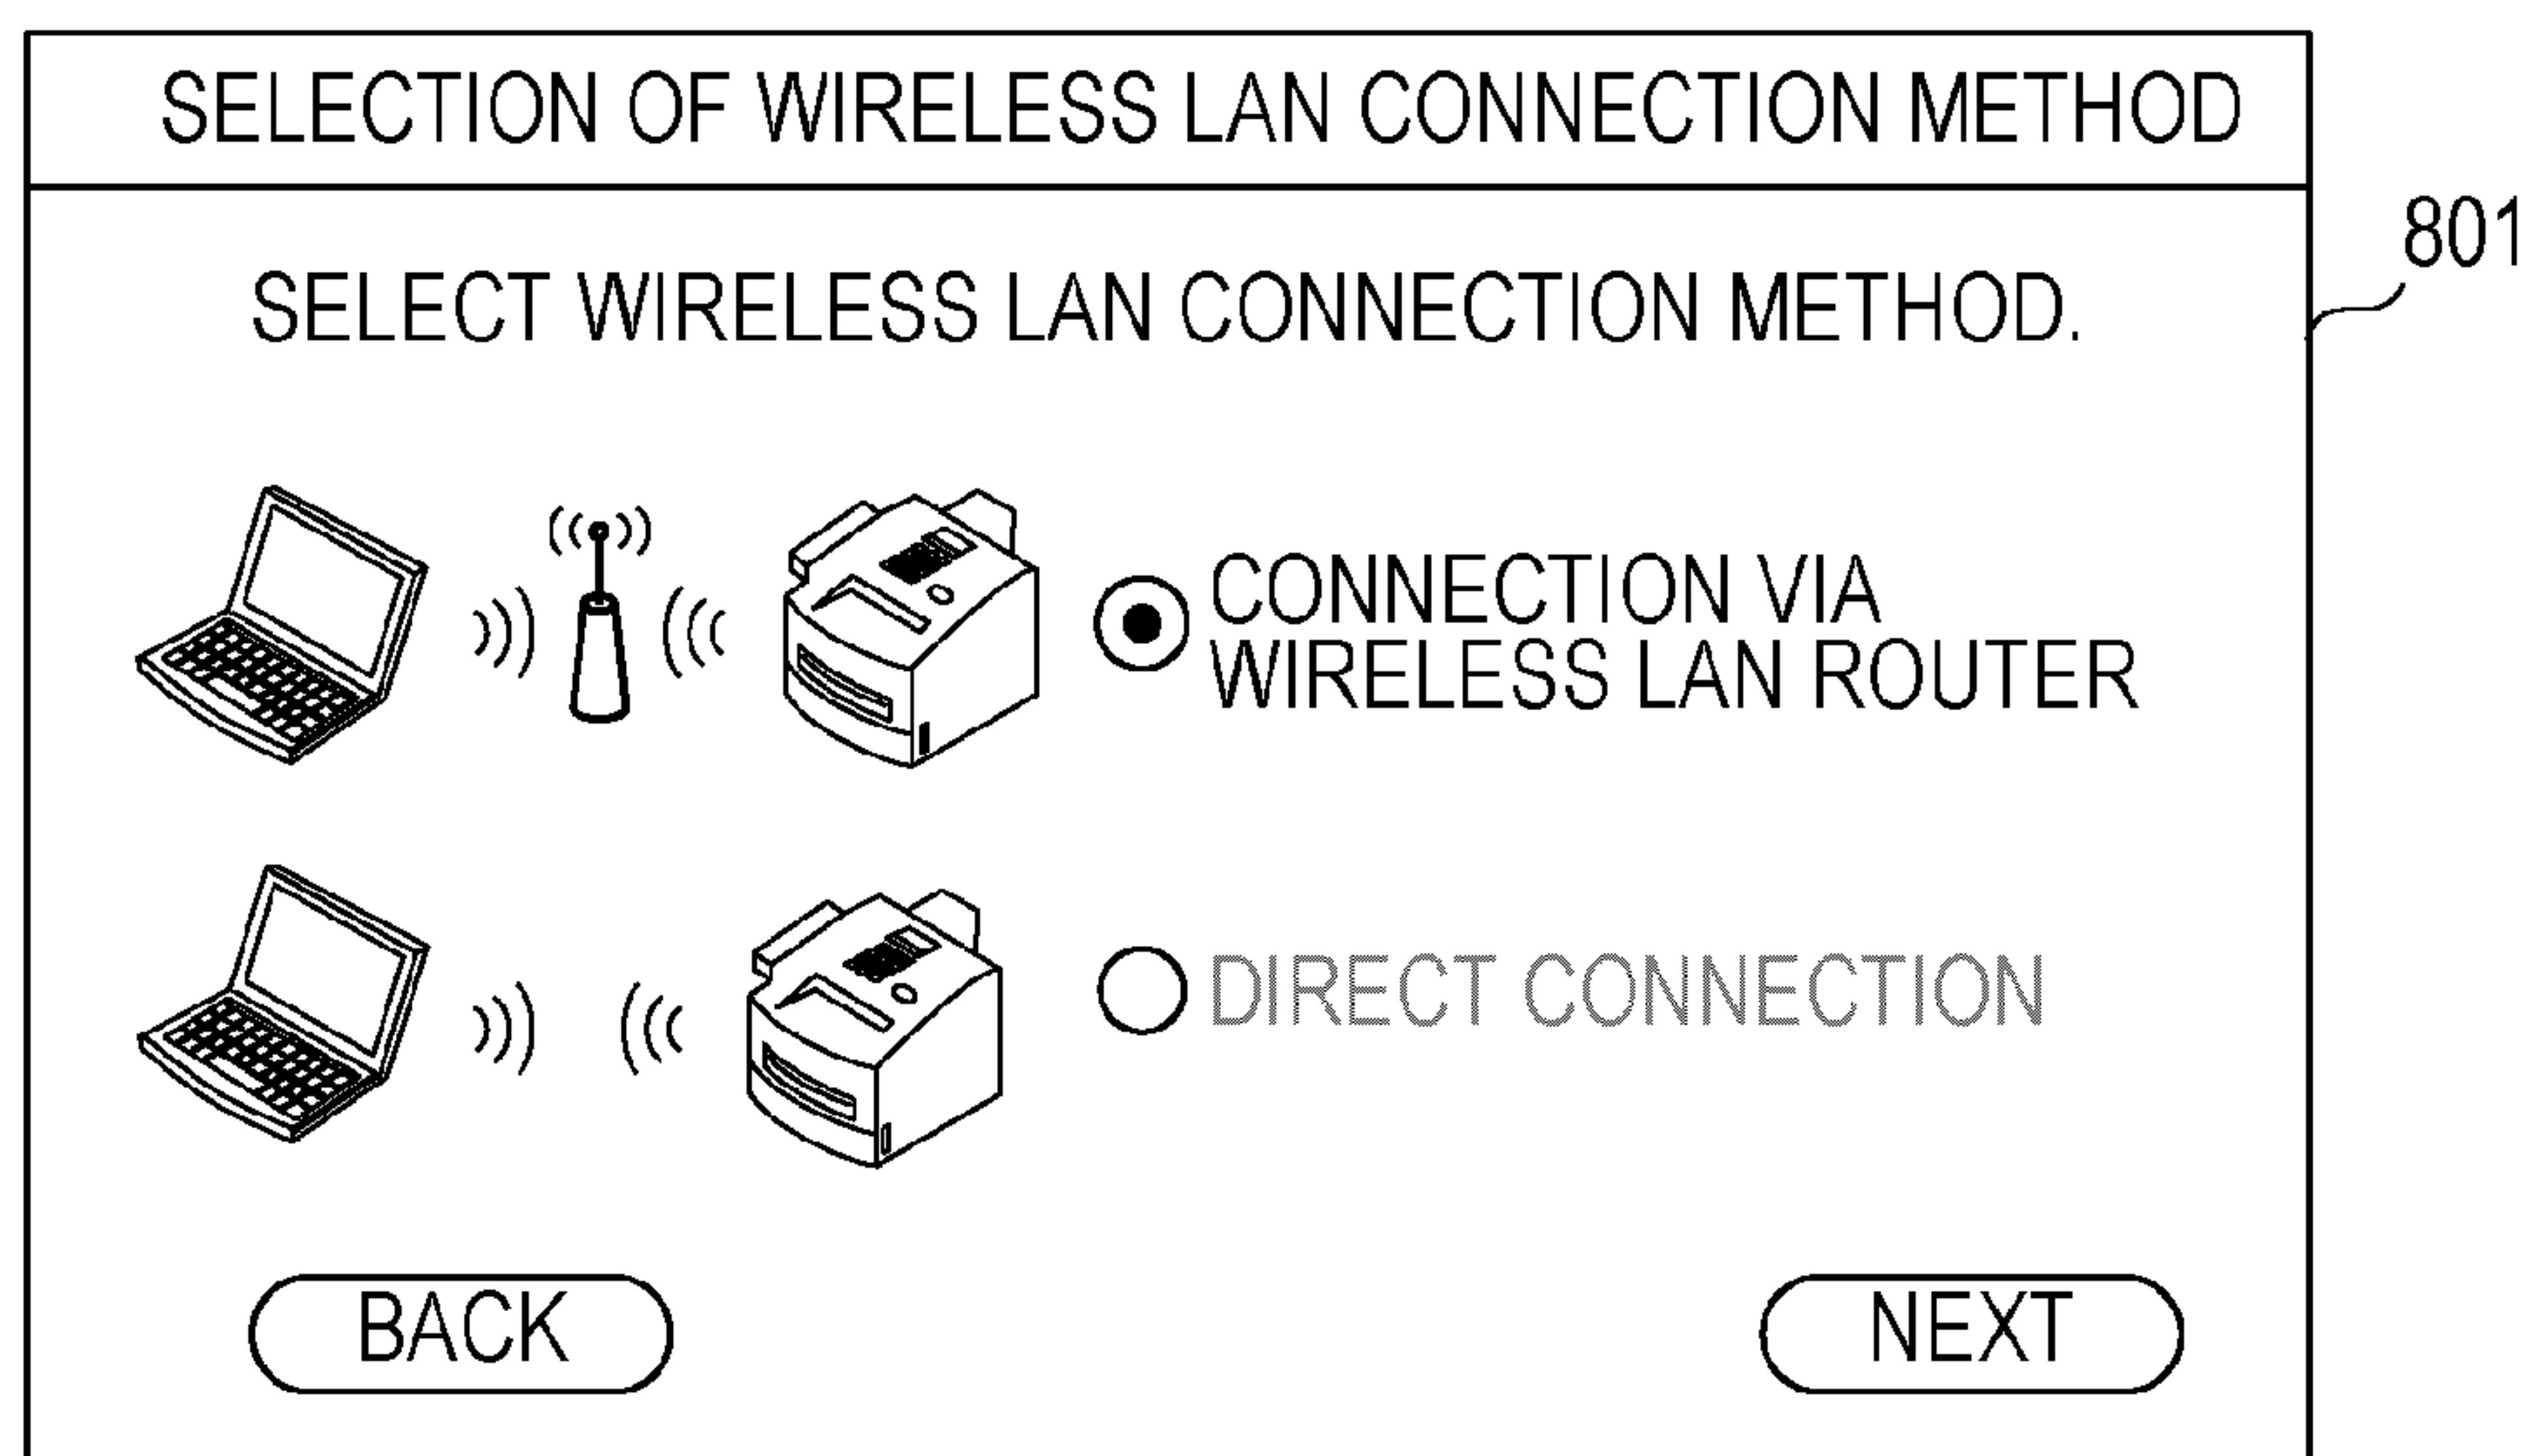 SELECTION OF WIRELESS LAN CONNECTION METHOD
801
SELECT WIRELESS LAN CONNECTION METHOD.
CONNECTION VIA
WIRELESS LAN ROUTER
DIRECT CONNECTION
BACK
NEXT